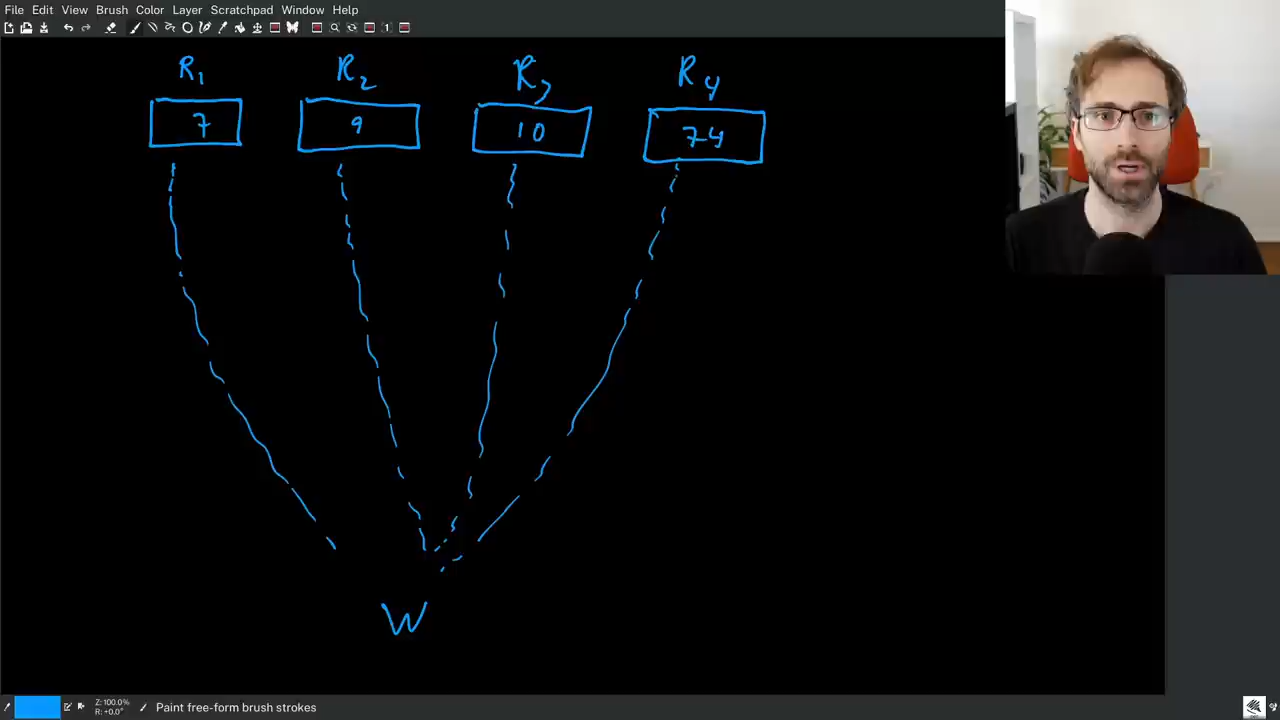 File Edit View Brush Color Layer Scratchpad Window Help
R1 R2 R3 R4
7 9 10 74
W
Z: 100.0%
R: +0.0°
Paint free-form brush strokes